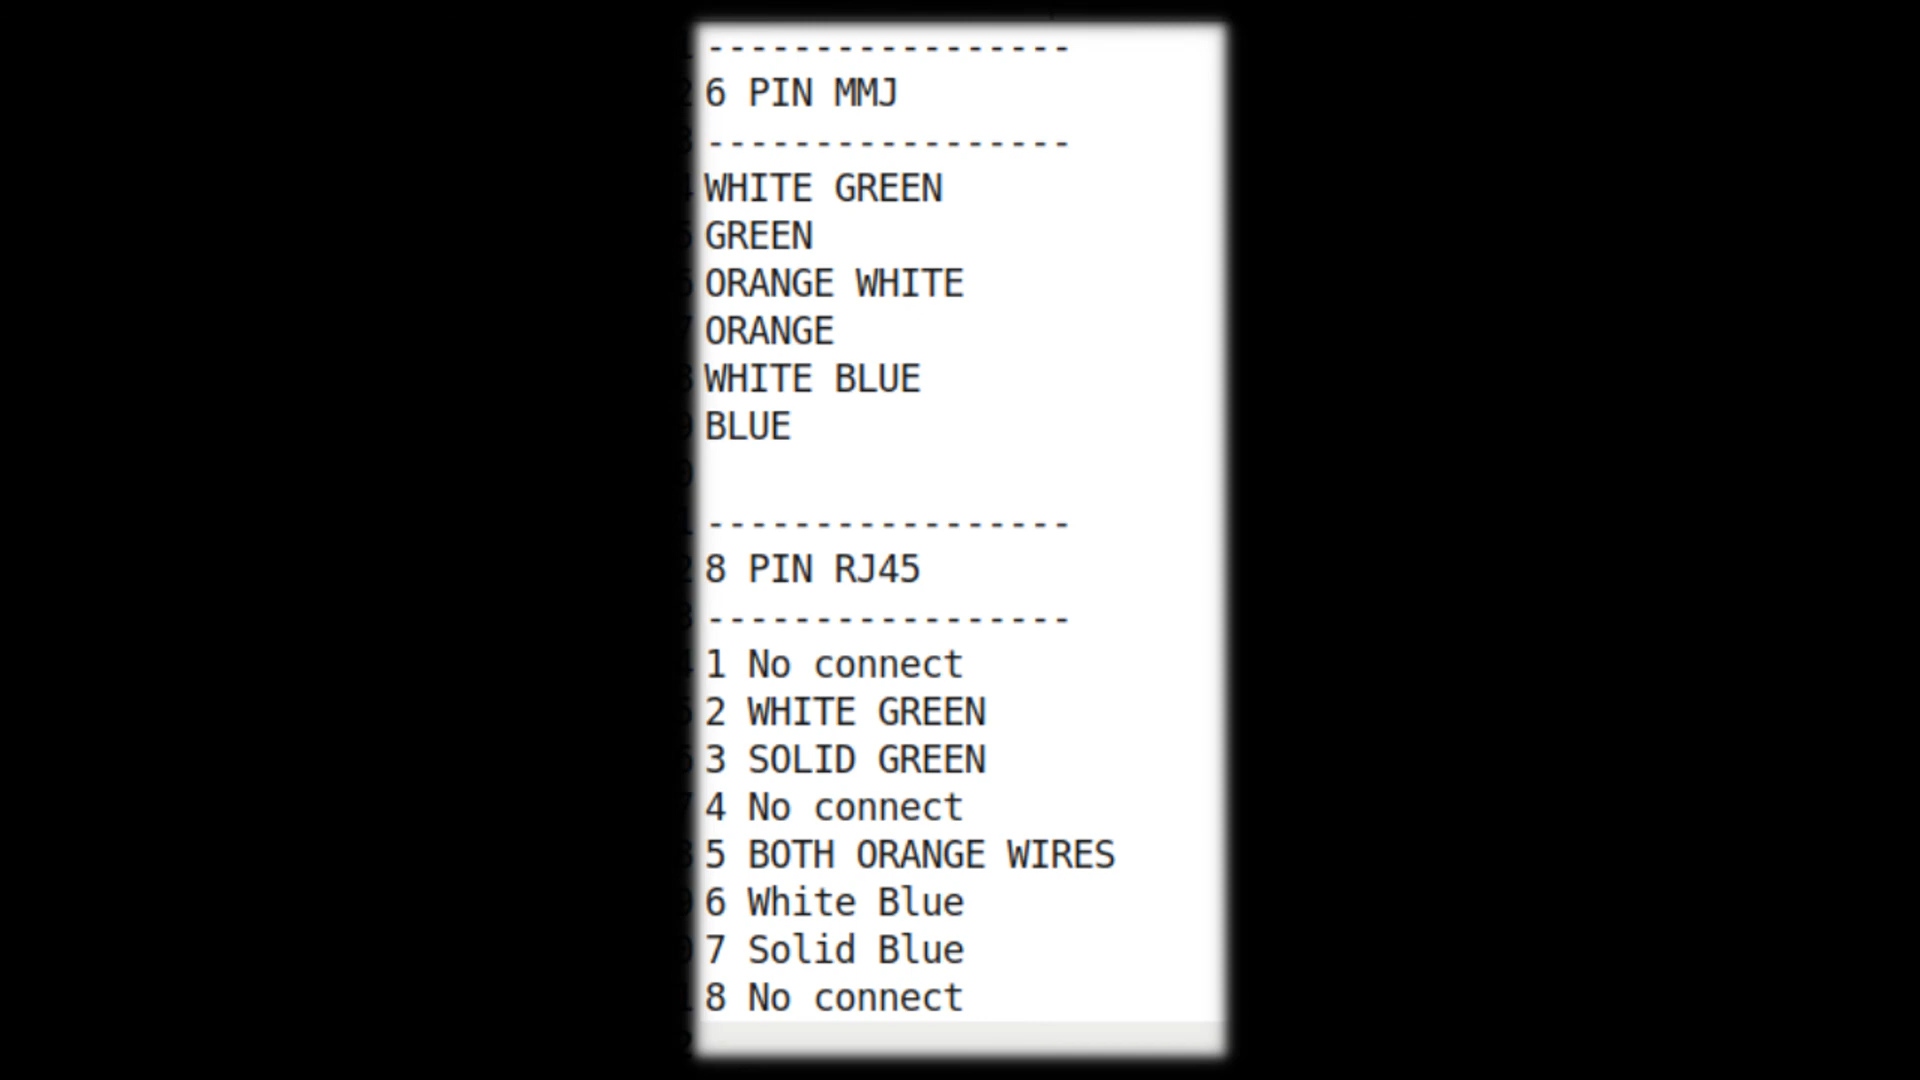 -----------------
6 PIN MMJ
-----------------
WHITE GREEN
GREEN
ORANGE WHITE
ORANGE
WHITE BLUE
BLUE
-----------------
8 PIN RJ45
-----------------
1 No connect
2 WHITE GREEN
3 SOLID GREEN
4 No connect
5 BOTH ORANGE WIRES
6 White Blue
7 Solid Blue
8 No connect